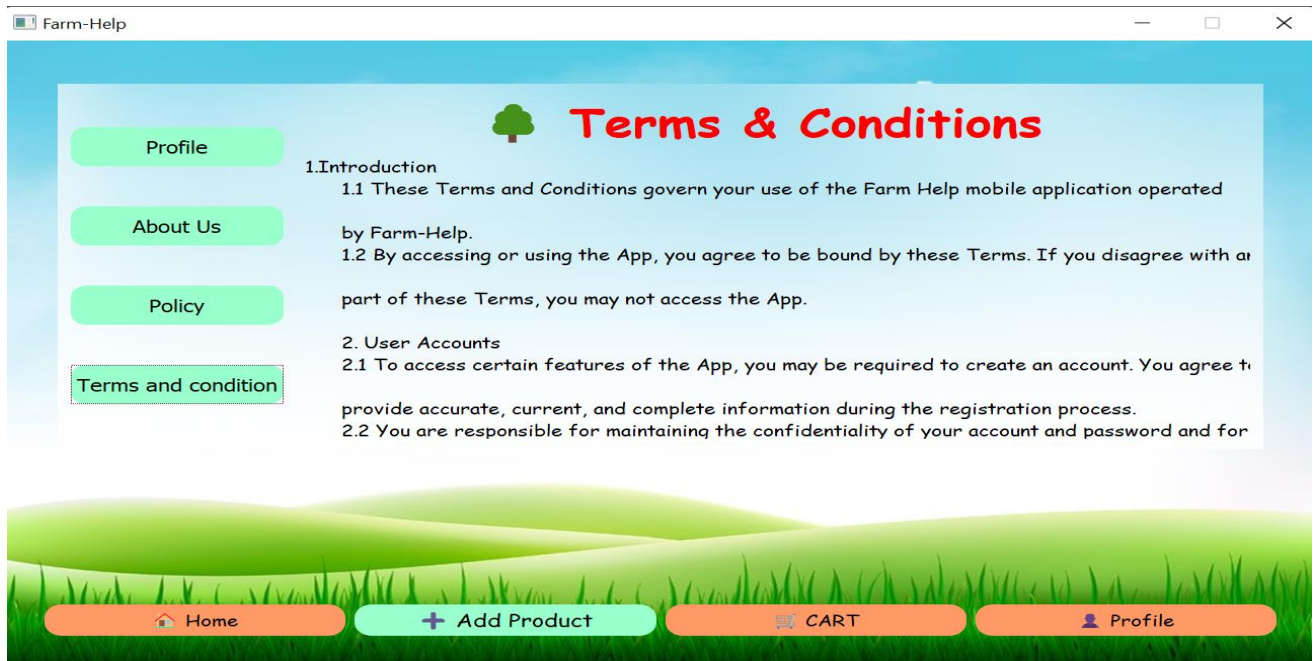 Farm-Help
Terms & Conditions
Profile
About Us
Policy
Terms and condition
1.Introduction
1.1 These Terms and Conditions govern your use of the Farm Help mobile application operated
by Farm-Help.
1.2 By accessing or using the App, you agree to be bound by these Terms. If you disagree with
part of these Terms, you may not access the App.
2. User Accounts
2.1 To access certain features of the App, you may be required to create an account. You agree
provide accurate, current, and complete information during the registration process.
2.2 You are responsible for maintaining the confidentiality of your account and password and for
Home
Add Product
CART
Profile